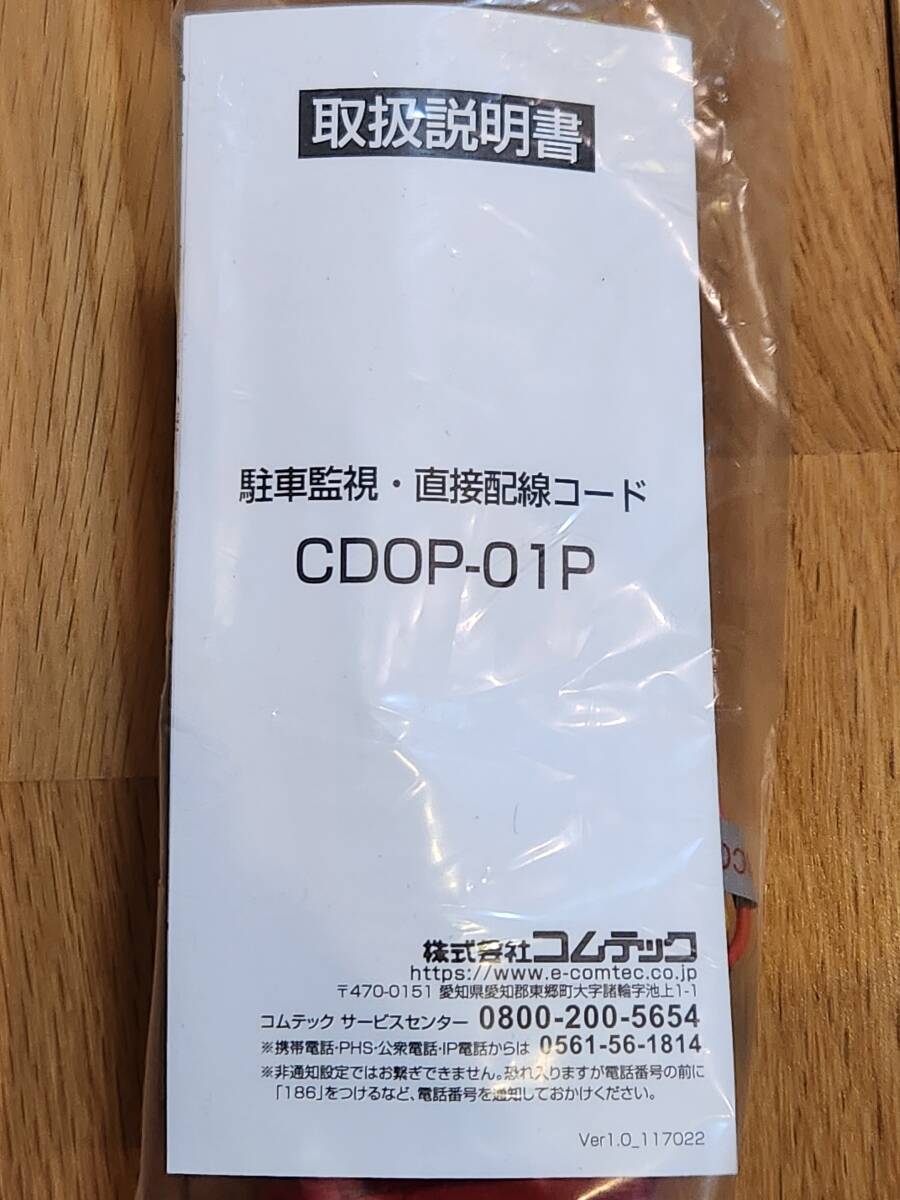 取扱説明書
駐車監視・直接配線コード
CDOP-01P
株式会社コムテック
https://www.e-comtec.co.jp
〒470-0151 愛知県愛知郡東郷町大字諸輪字池上1-1
コムテック サービスセンター 0800-200-5654
※携帯電話・PHS・公衆電話・IP電話からは 0561-56-1814
※非通知設定ではお繋ぎできません。恐れ入りますが電話番号の前に
「186」をつけるなど、電話番号を通知しておかけください。
Ver1.0_117022